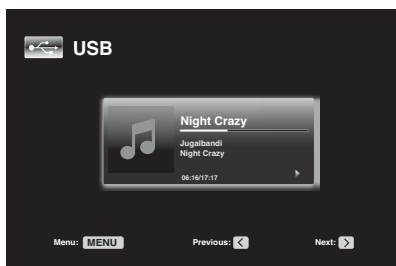 USB
Night Crazy
Jugalbandi
Night Crazy
06:16/17:17
Menu: MENU Previous: Next: